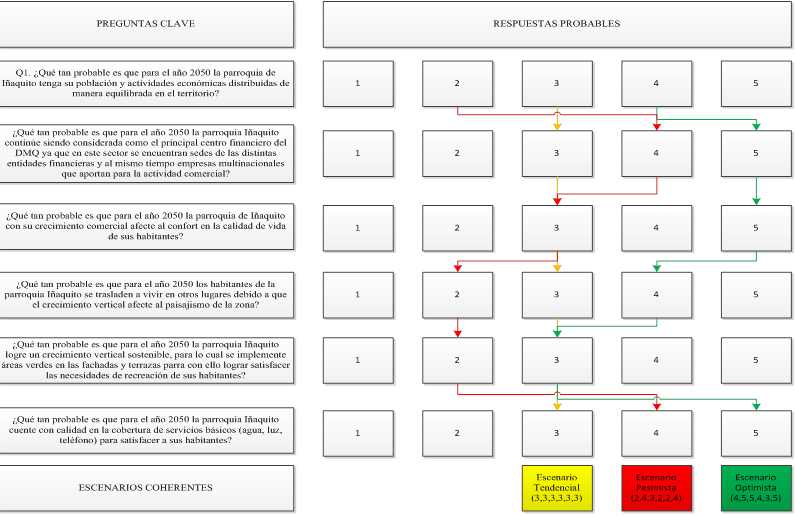 PREGUNTAS CLAVE
RESPUESTAS PROBABLES
Q1. ¿Qué tan probable es que para el año 2050 la parroquia de
Iñaquito tenga su población y actividades económicas distribuidas de
manera equilibrada en el territorio?
1 2 3 4 5
¿Qué tan probable es que para el año 2050 la parroquia Iñaquito
continúe siendo considerada como el principal centro financiero del
DMQ ya que en este sector se encuentran sedes de las distintas
entidades financieras y al mismo tiempo empresas multinacionales
que aportan para la actividad comercial?
1 2 3 4 5
¿Qué tan probable es que para el año 2050 la parroquia de Iñaquito
con su crecimiento comercial afecte al confort en la calidad de vida
de sus habitantes?
1 2 3 4 5
¿Qué tan probable es que para el año 2050 los habitantes de la
parroquia Iñaquito se trasladen a vivir en otros lugares debido a que
el crecimiento vertical afecte al paisajismo de la zona?
1 2 3 4 5
¿Qué tan probable es que para el año 2050 la parroquia Iñaquito
logre un crecimiento vertical sostenible, para lo cual se implemente
áreas verdes en las fachadas y terrazas parra con ello lograr satisfacer
las necesidades de recreación de sus habitantes?
1 2 3 4 5
¿Qué tan probable es que para el año 2050 la parroquia Iñaquito
cuente con calidad en la cobertura de servicios básicos (agua, luz,
teléfono) para satisfacer a sus habitantes?
1 2 3 4 5
ESCENARIOS COHERENTES
Escenario
Tendencial
(3,3,3,3,3,3)
Escenario
Pesimista
(2,4,3,2,2,4)
Escenario
Optimista
(4,5,5,4,3,5)